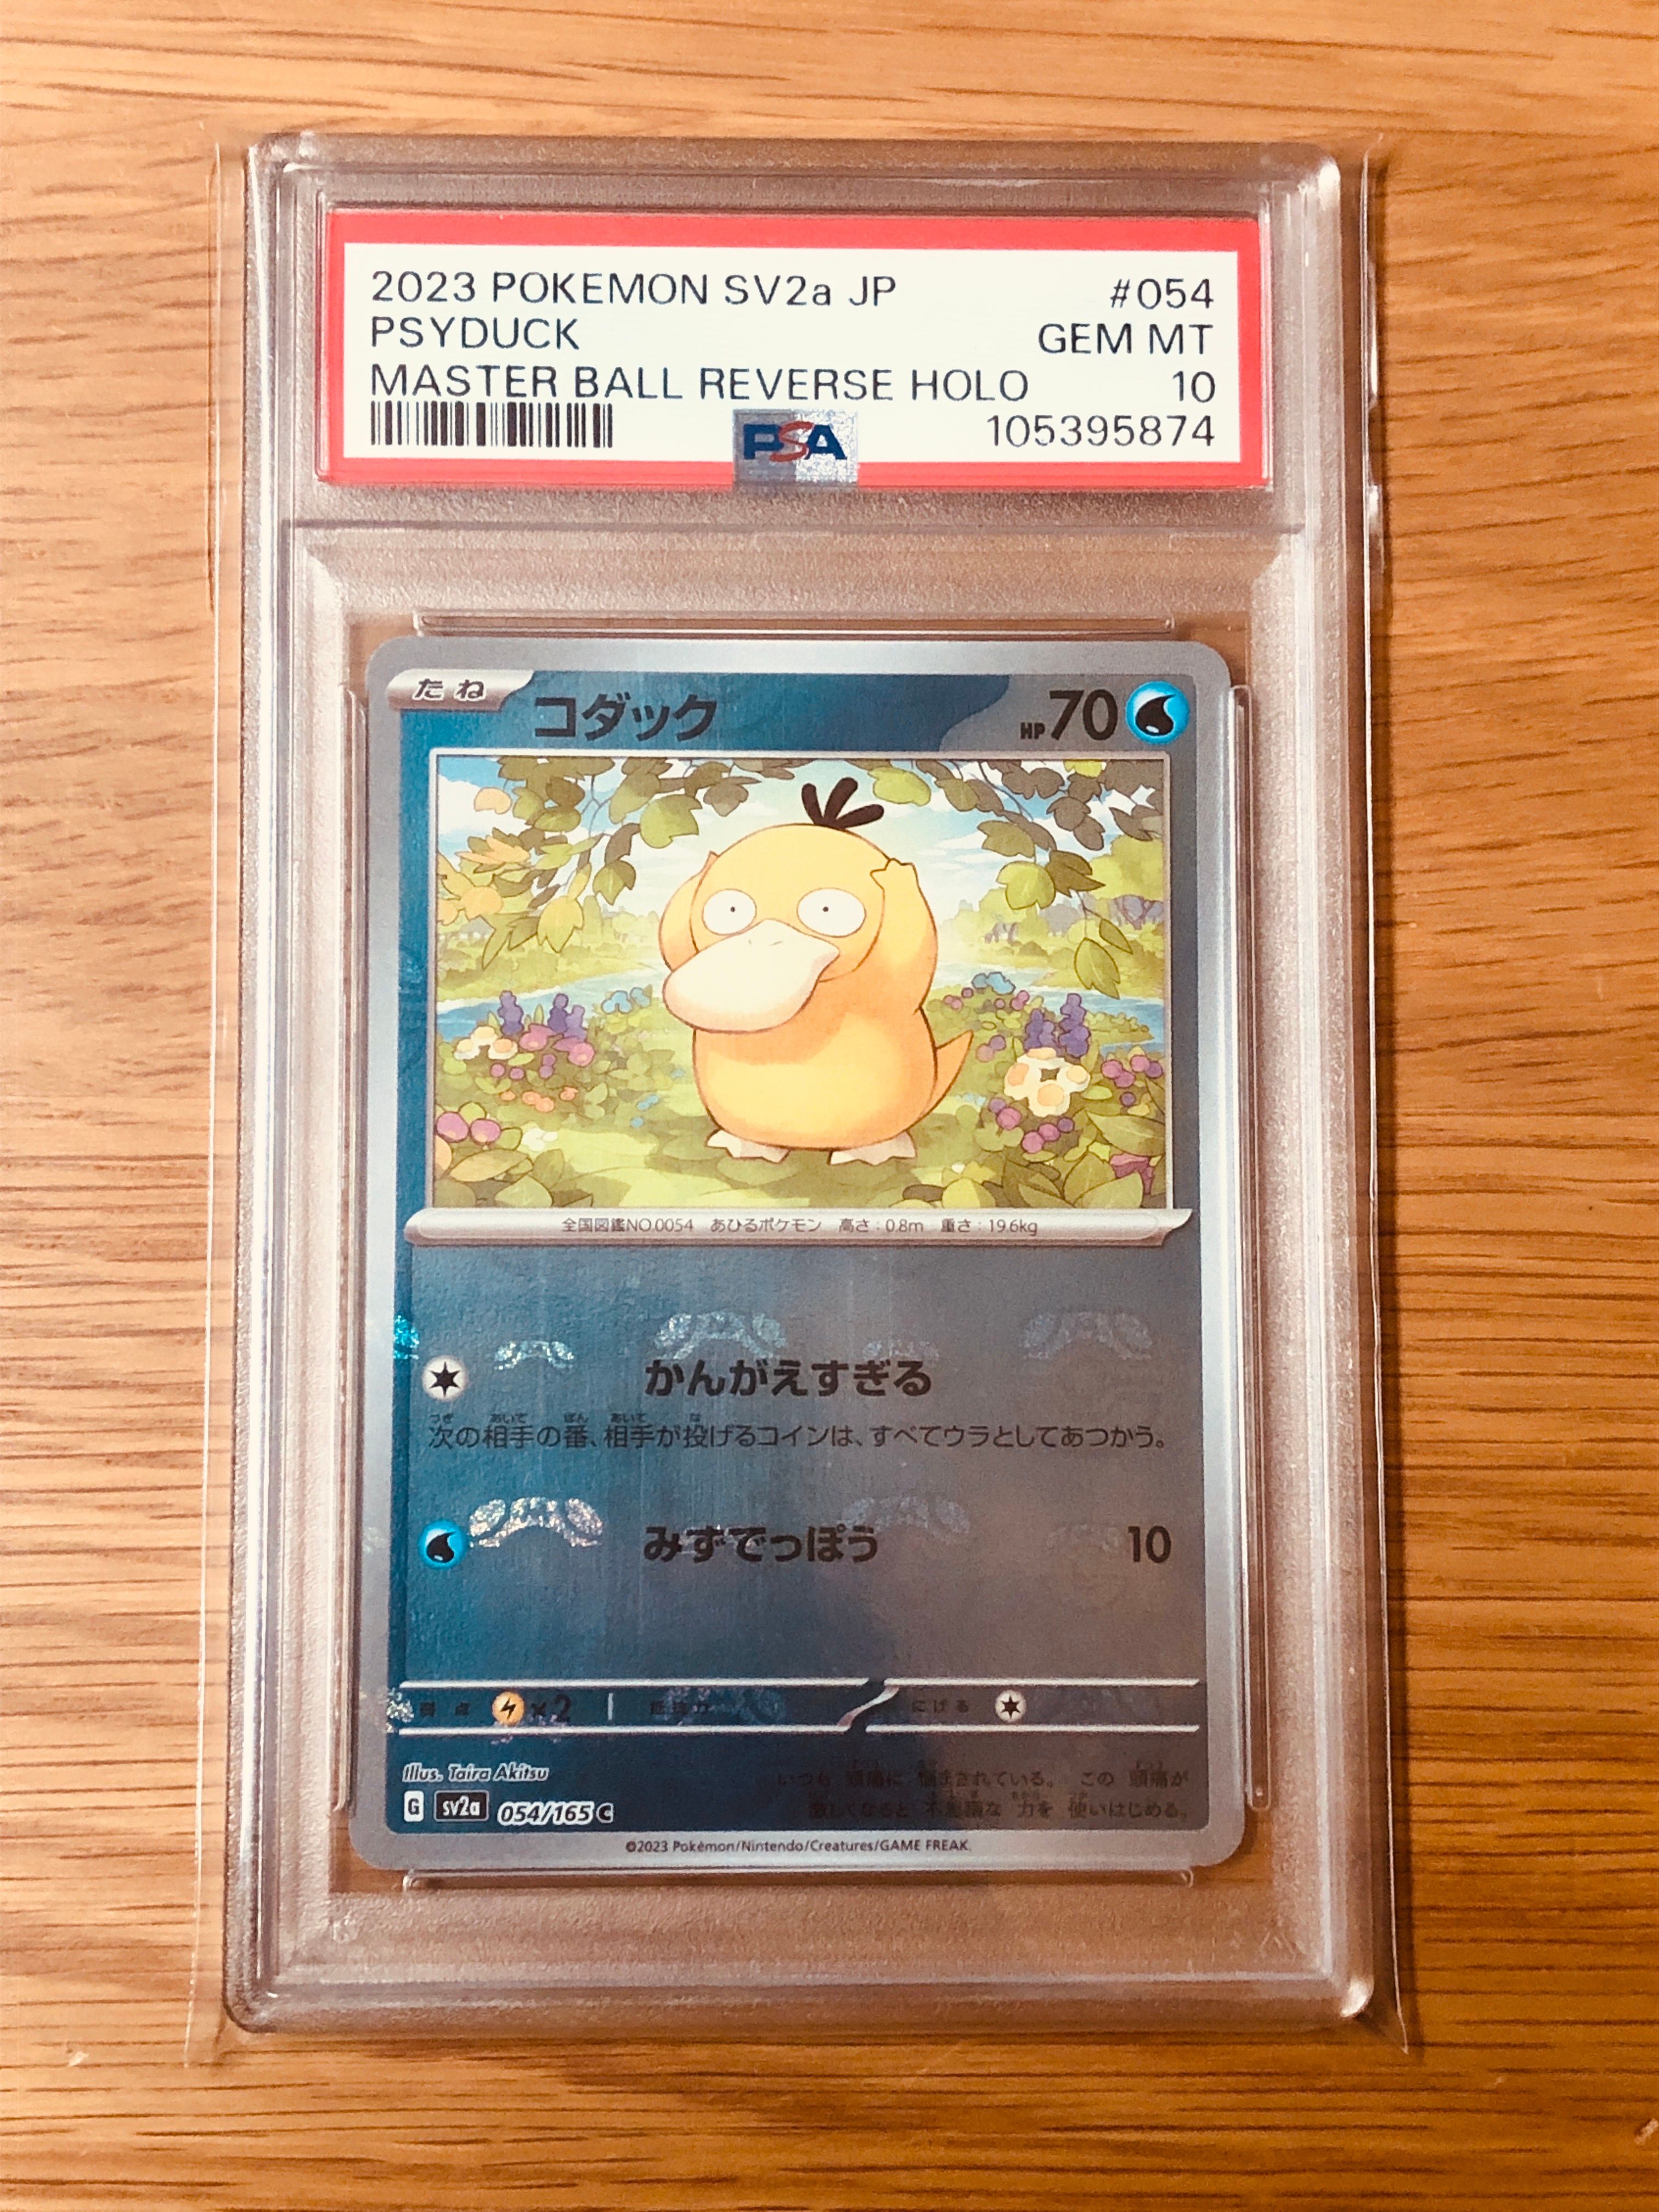 2023 POKEMON SV2a JP #054
PSYDUCK GEM MT
MASTER BALL REVERSE HOLO 10
PSA 105395874
たね コダック HP70
全国図鑑NO.0054 あひるポケモン 高さ:0.8m 重さ:19.6kg
かんがえすぎる
次の相手の番、相手が投げるコインは、すべてウラとしてあつかう。
みずでっぽう 10
弱点 ×2 抵抗力 にげる
Illus. Taira Akitsu
いつも 頭痛に 悩まされている。 この 頭痛が
激しくなると 不思議な 力を 使いはじめる。
G sv2a 054/165 C
©2023 Pokémon/Nintendo/Creatures/GAME FREAK.